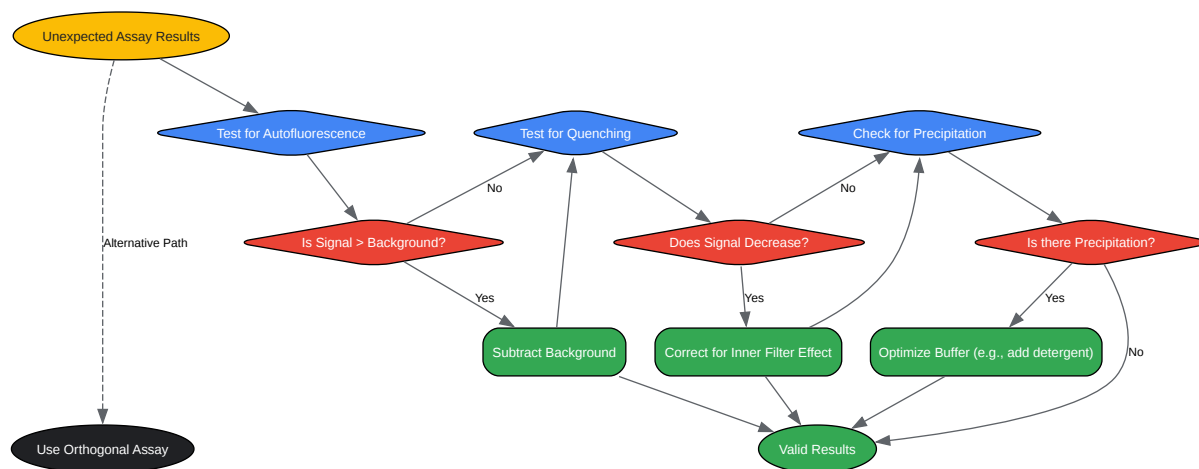 Unexpected Assay Results
Test for Autofluorescence
Test for Quenching
Check for Precipitation
No
No
Alternative Path
Is Signal > Background?
Does Signal Decrease?
Is there Precipitation?
Yes
Yes
Yes
Subtract Background
Correct for Inner Filter Effect
Optimize Buffer (e.g., add detergent)
No
Use Orthogonal Assay
Valid Results